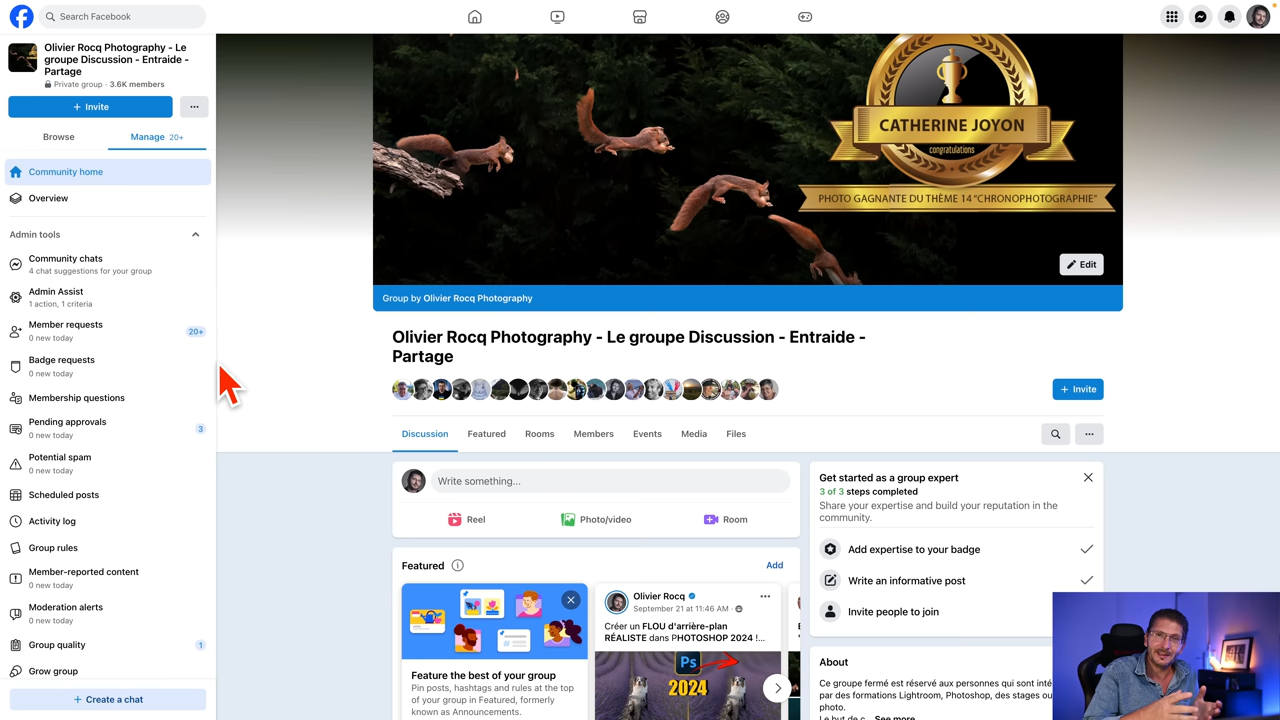 Search Facebook
Olivier Rocq Photography - Le
groupe Discussion - Entraide -
Partage
Private group · 3.6K members
+ Invite
...
Browse
Manage 20+
Community home
Overview
Admin tools
Community chats
4 chat suggestions for your group
Admin Assist
1 action, 1 criteria
Member requests
0 new today
20+
Badge requests
0 new today
Membership questions
Pending approvals
0 new today
3
Potential spam
0 new today
Scheduled posts
Activity log
Group rules
Member-reported content
0 new today
Moderation alerts
0 new today
Group quality
1
Grow group
+ Create a chat
CATHERINE JOYON
congratulations
PHOTO GAGNANTE DU THÈME 14 "CHRONOPHOTOGRAPHIE"
Edit
Group by Olivier Rocq Photography
Olivier Rocq Photography - Le groupe Discussion - Entraide -
Partage
+ Invite
Discussion
Featured
Rooms
Members
Events
Media
Files
...
Write something...
Reel
Photo/video
Room
Featured
Add
Feature the best of your group
Pin posts, hashtags and rules at the top
of your group in Featured, formerly
known as Announcements.
Olivier Rocq
September 21 at 11:46 AM ·
...
Créer un FLOU d'arrière-plan
RÉALISTE dans PHOTOSHOP 2024 !...
Ps
2024
Get started as a group expert
3 of 3 steps completed
Share your expertise and build your reputation in the
community.
Add expertise to your badge
Write an informative post
Invite people to join
About
Ce groupe fermé est réservé aux personnes qui sont inté
par des formations Lightroom, Photoshop, des stages ou
photo.
Le but de c... See more